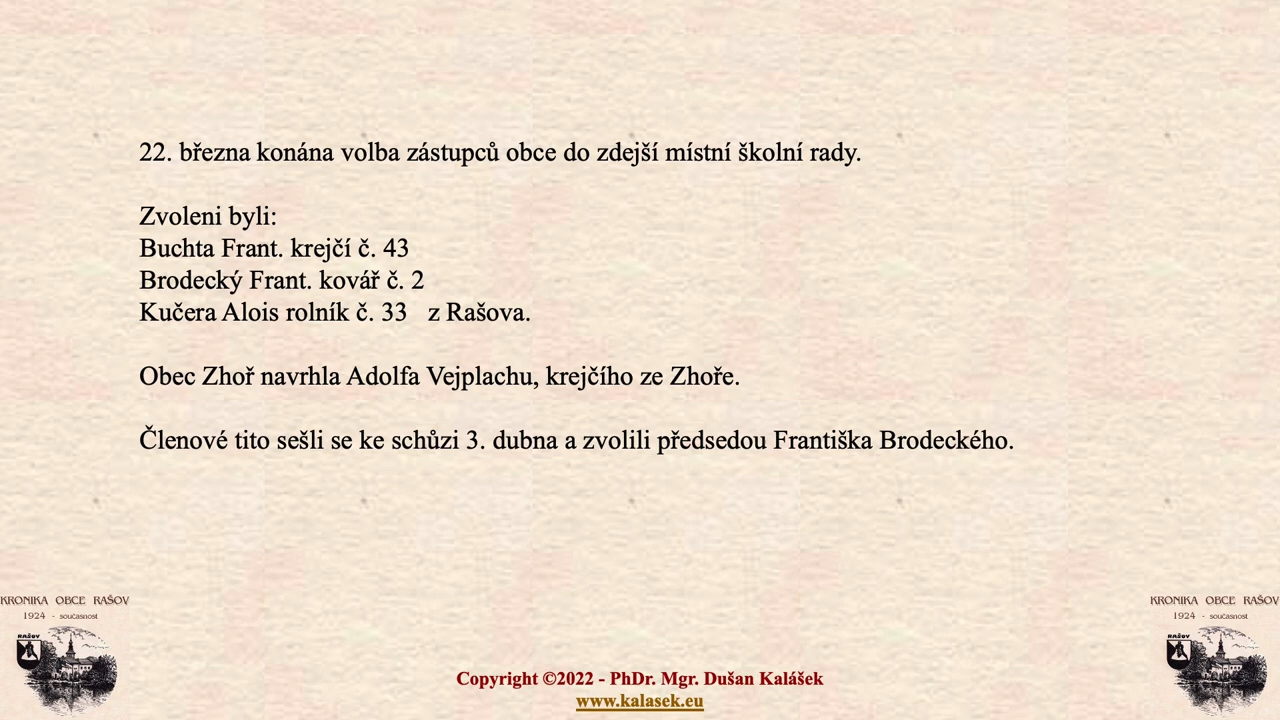 22. března konána volba zástupců obce do zdejší místní školní rady.
Zvoleni byli:
Buchta Frant. krejčí č. 43
Brodecký Frant. kovář č. 2
Kučera Alois rolník č. 33   z Rašova.
Obec Zhoř navrhla Adolfa Vejplachu, krejčího ze Zhoře.
Členové tito sešli se ke schůzi 3. dubna a zvolili předsedou Františka Brodeckého.
KRONIKA OBCE RAŠOV
1924 - současnost
RAŠOV
KRONIKA OBCE RAŠOV
1924 - současnost
RAŠOV
Copyright ©2022 - PhDr. Mgr. Dušan Kalášek
www.kalasek.eu